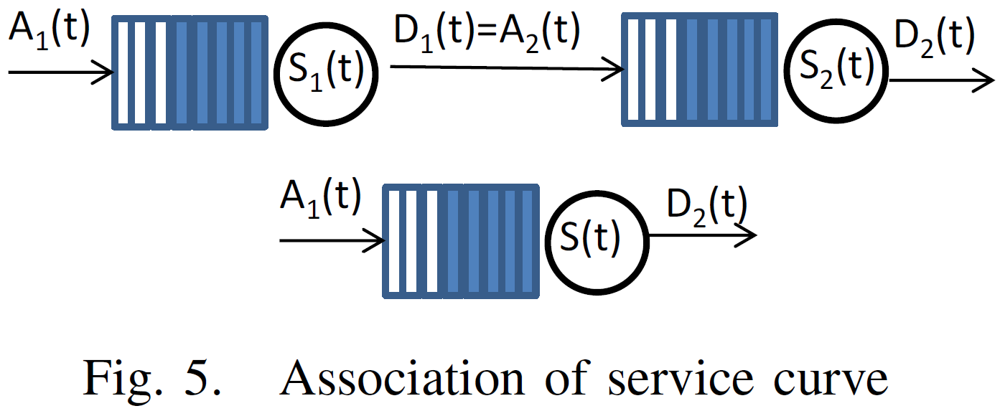 A₁(t) S₁(t) D₁(t)=A₂(t) S₂(t) D₂(t)
A₁(t) S(t) D₂(t)
Fig. 5. Association of service curve